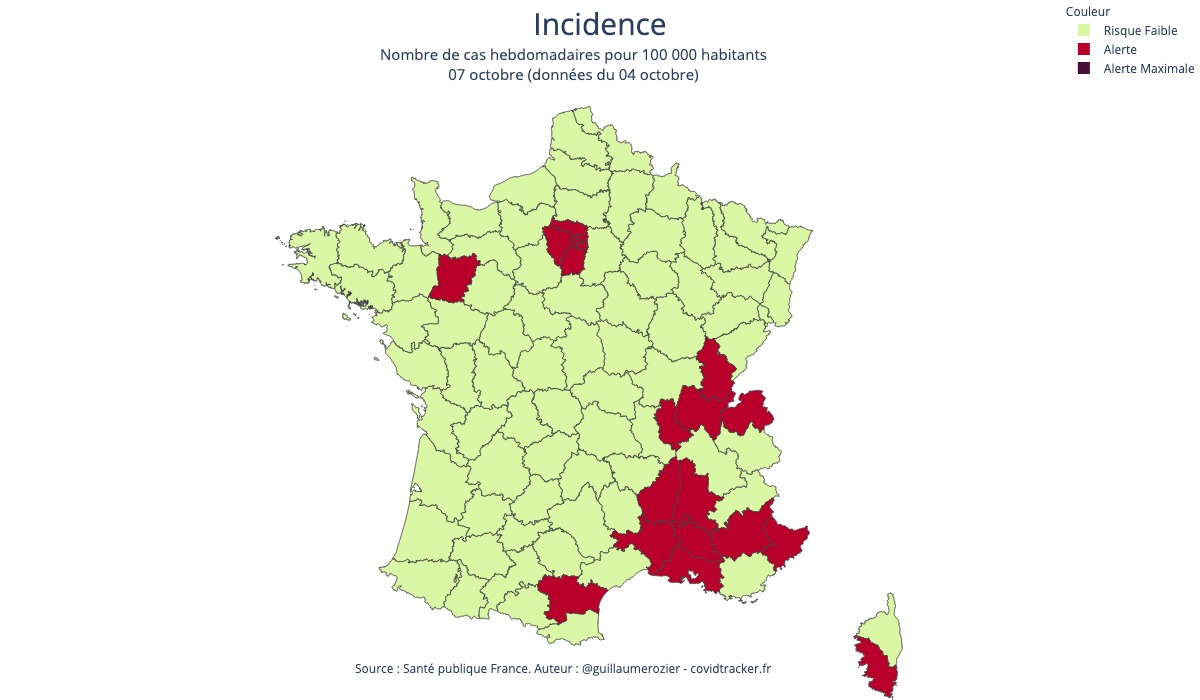 Incidence
Nombre de cas hebdomadaires pour 100 000 habitants
07 octobre (données du 04 octobre)
Couleur
Risque Faible
Alerte
Alerte Maximale
Source : Santé publique France. Auteur : @guillaumerozier - covidtracker.fr